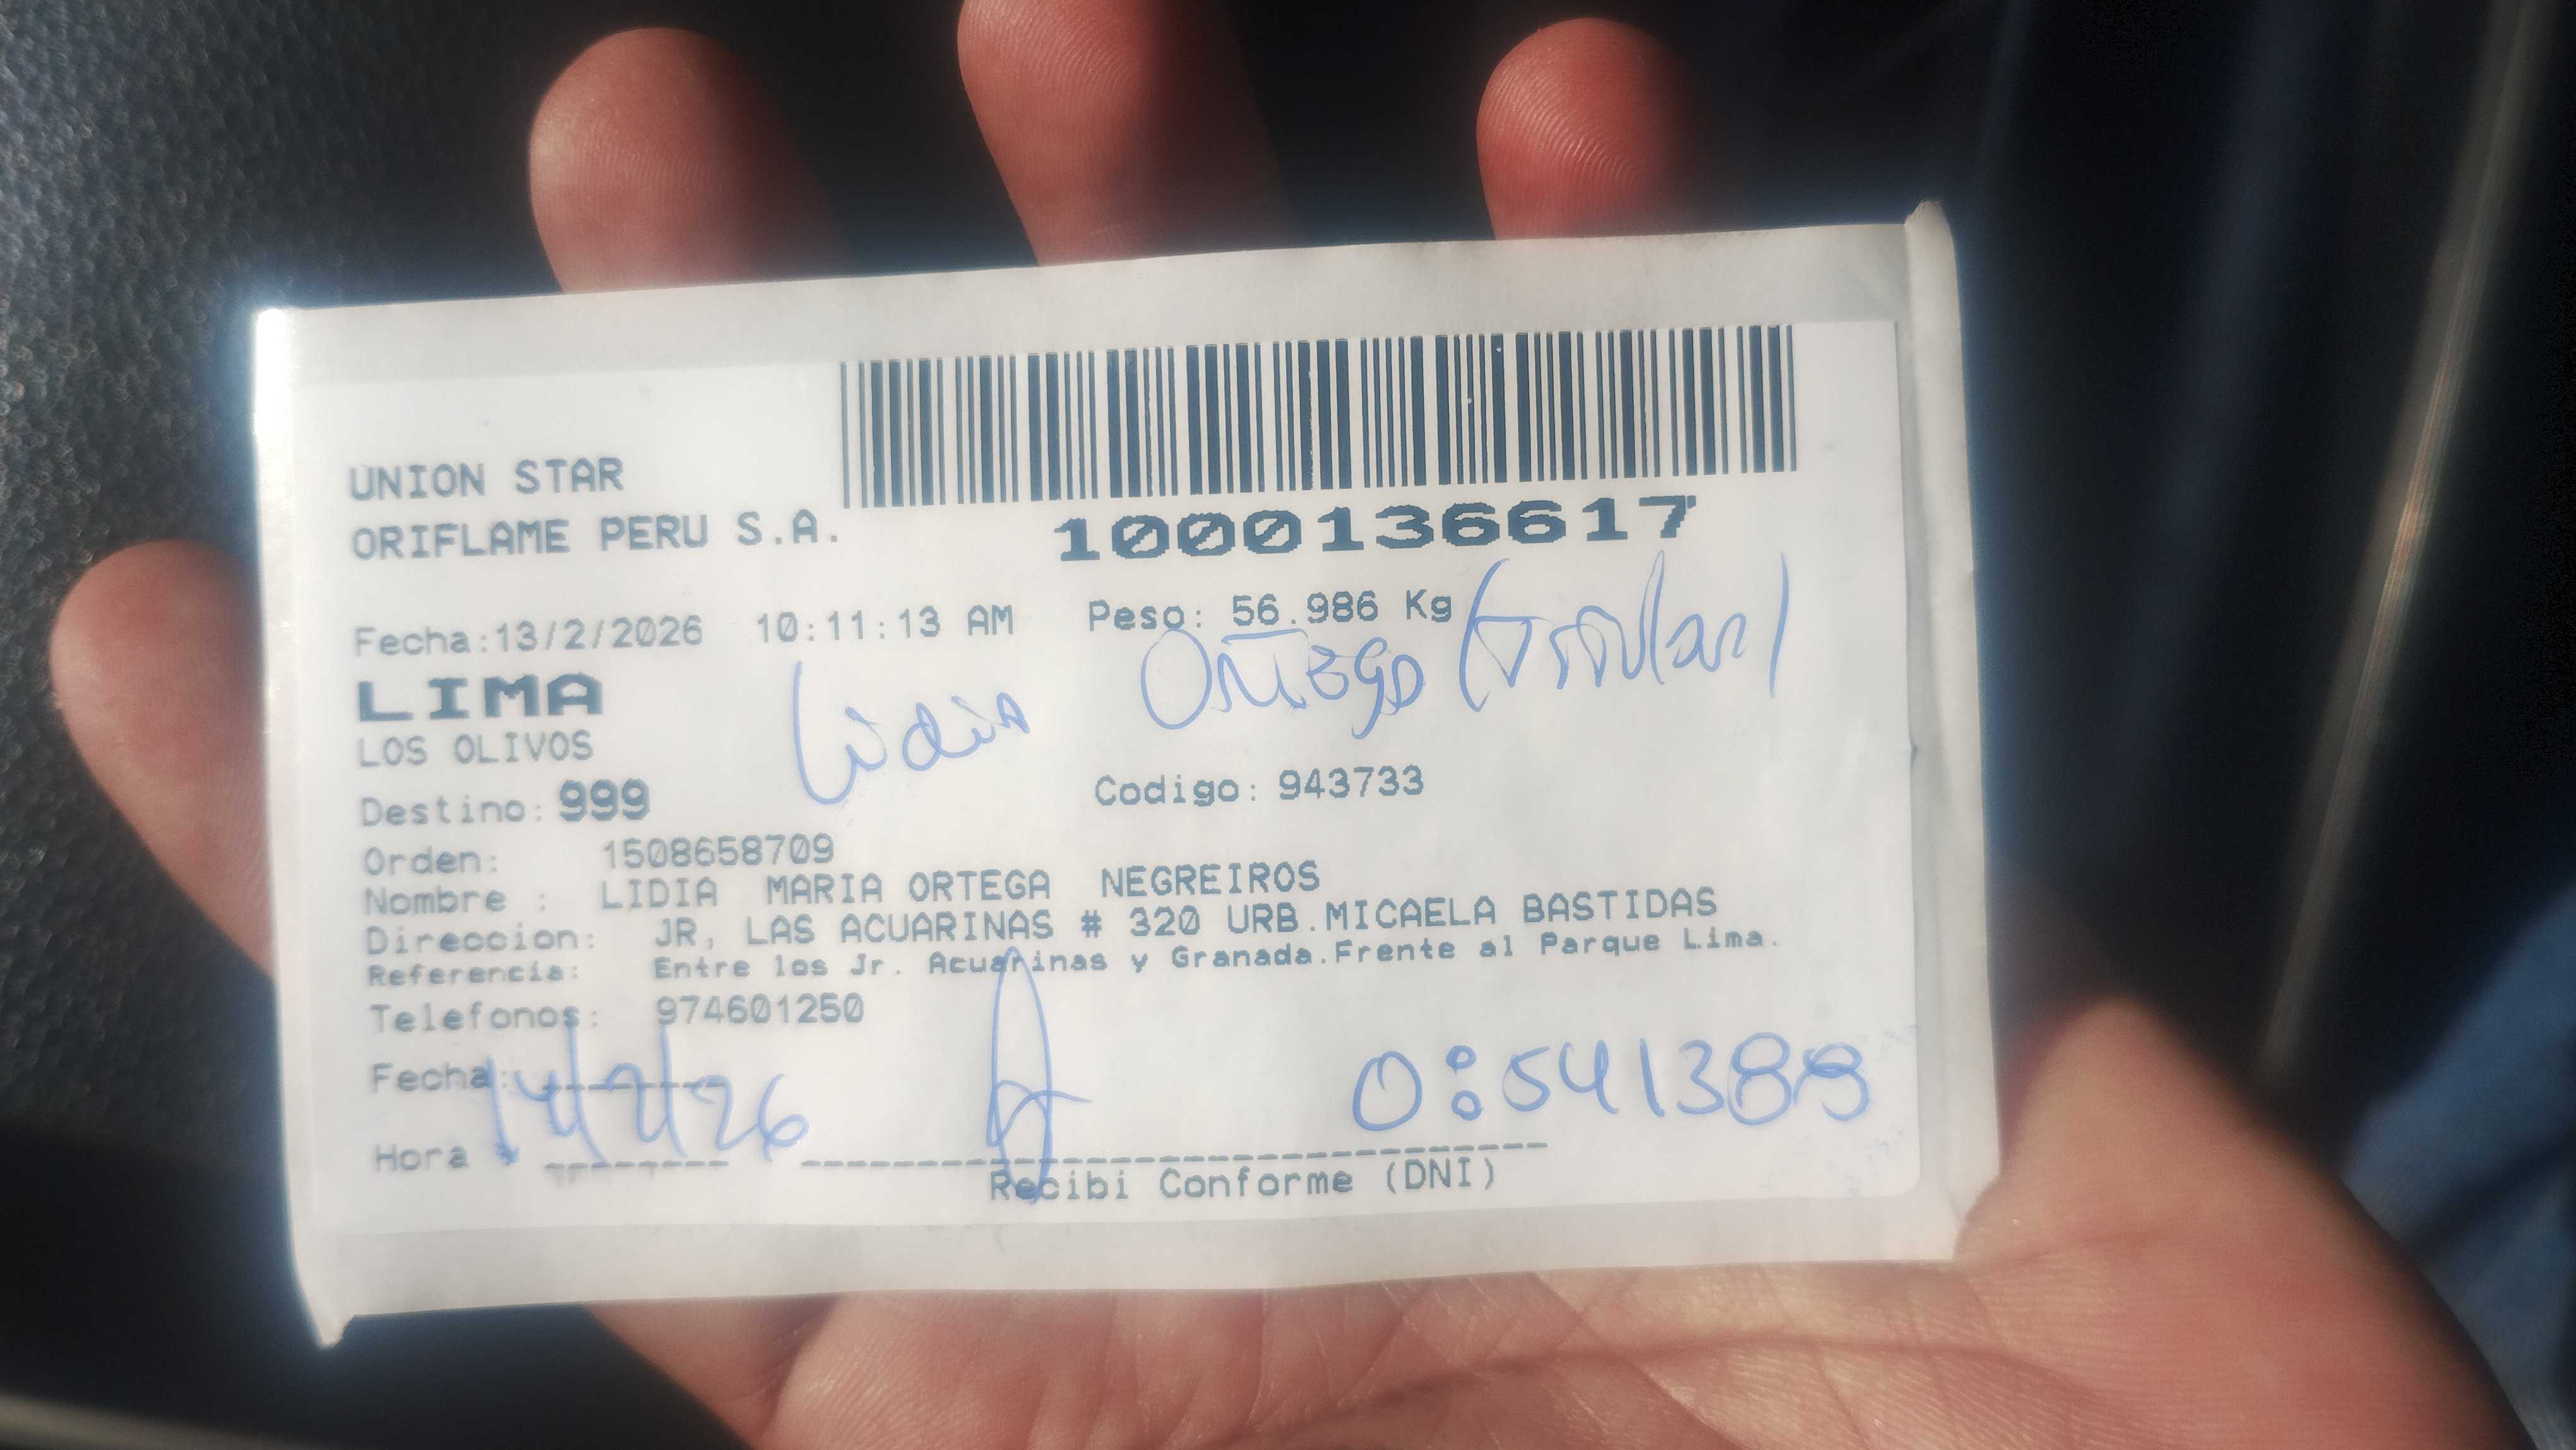 UNION STAR
ORIFLAME PERU S.A.
1000136617
Fecha:13/2/2026 10:11:13 AM Peso: 56.986 Kg
LIMA
Lidia Ortega (Titular)
LOS OLIVOS
Destino: 999 Codigo: 943733
Orden: 1508658709
Nombre : LIDIA MARIA ORTEGA NEGREIROS
Direccion: JR, LAS ACUARINAS # 320 URB.MICAELA BASTIDAS
Referencia: Entre los Jr. Acuarinas y Granada.Frente al Parque Lima.
Telefonos: 974601250
Fecha: 14/2/26
Hora :
Recibi Conforme (DNI)